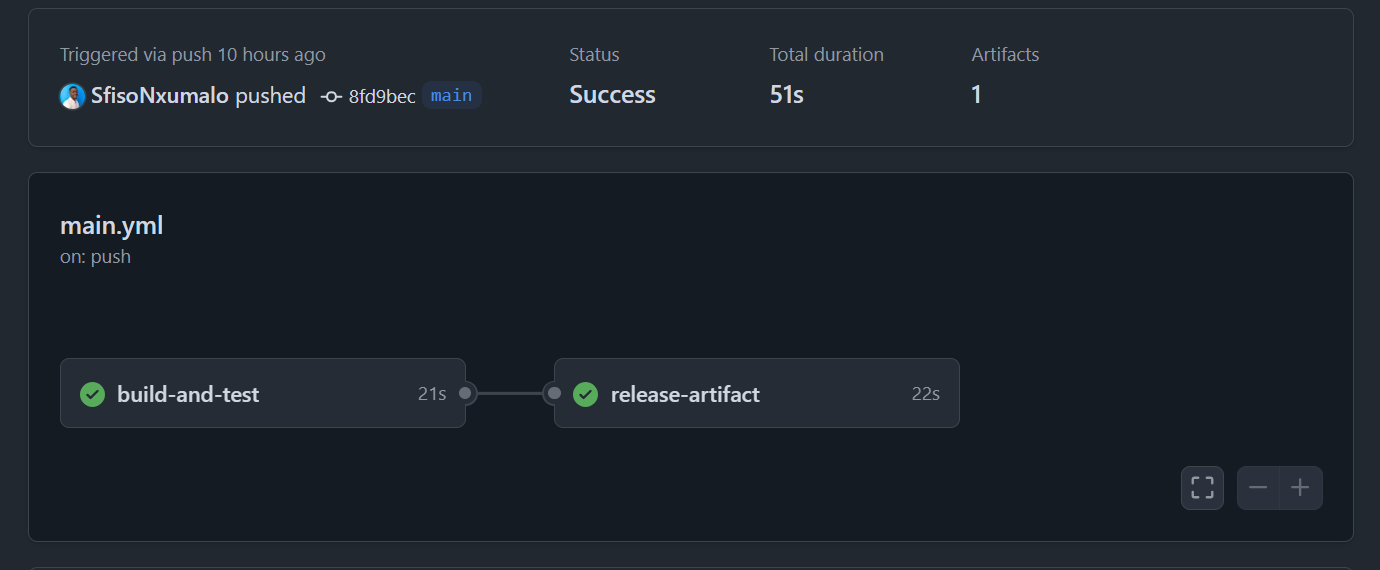 Triggered via push 10 hours ago
SfisoNxumalo pushed 8fd9bec main
Status
Success
Total duration
51s
Artifacts
1
main.yml
on: push
build-and-test 21s
release-artifact 22s